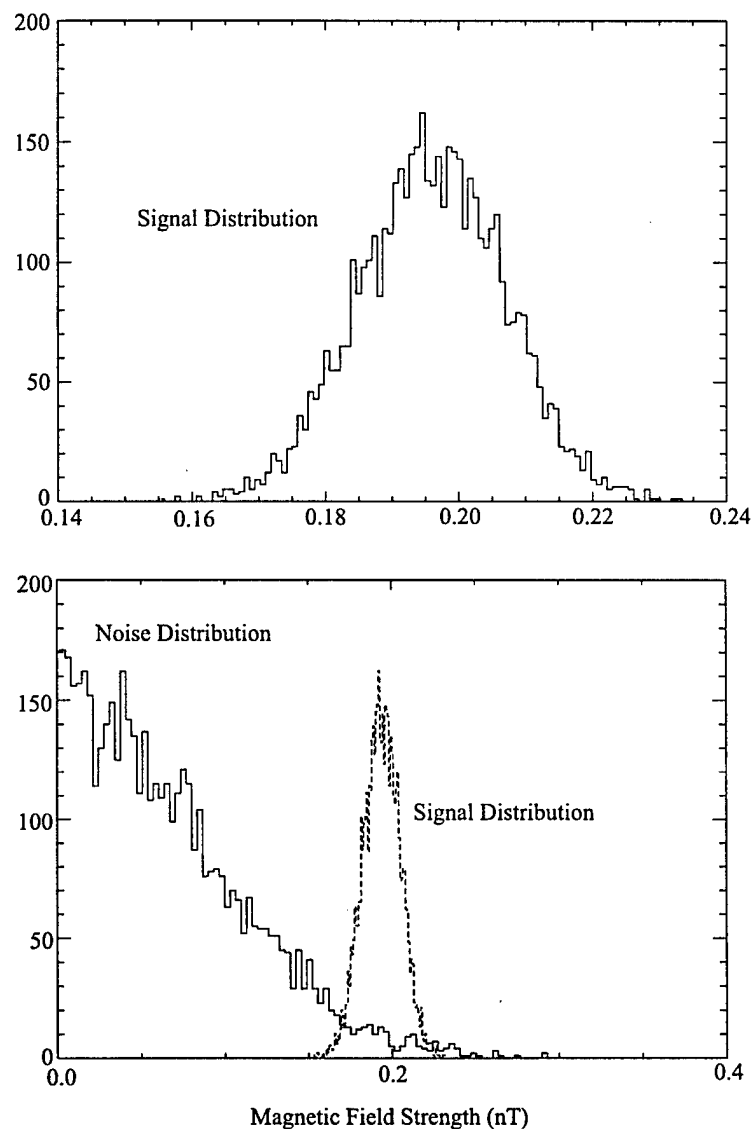 200
150
Signal Distribution
100
50
0
0.14 0.16 0.18 0.20 0.22 0.24
200
Noise Distribution
150
Signal Distribution
100
50
0
0.0 0.2 0.4
Magnetic Field Strength (nT)